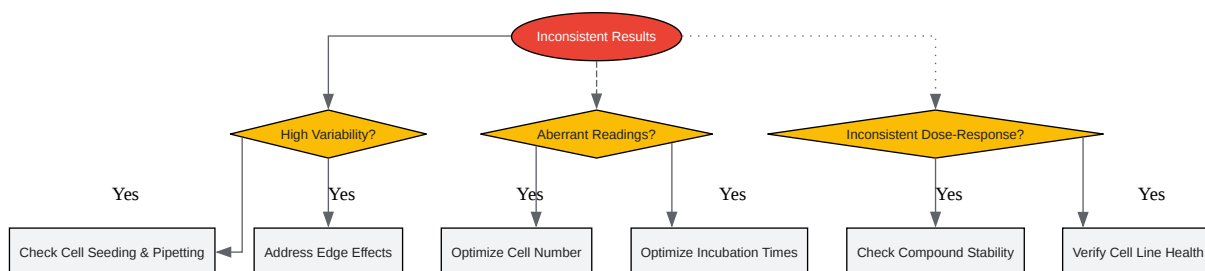 Inconsistent Results
High Variability?
Aberrant Readings?
Inconsistent Dose-Response?
Yes
Yes
Yes
Yes
Yes
Yes
Check Cell Seeding & Pipetting
Address Edge Effects
Optimize Cell Number
Optimize Incubation Times
Check Compound Stability
Verify Cell Line Health